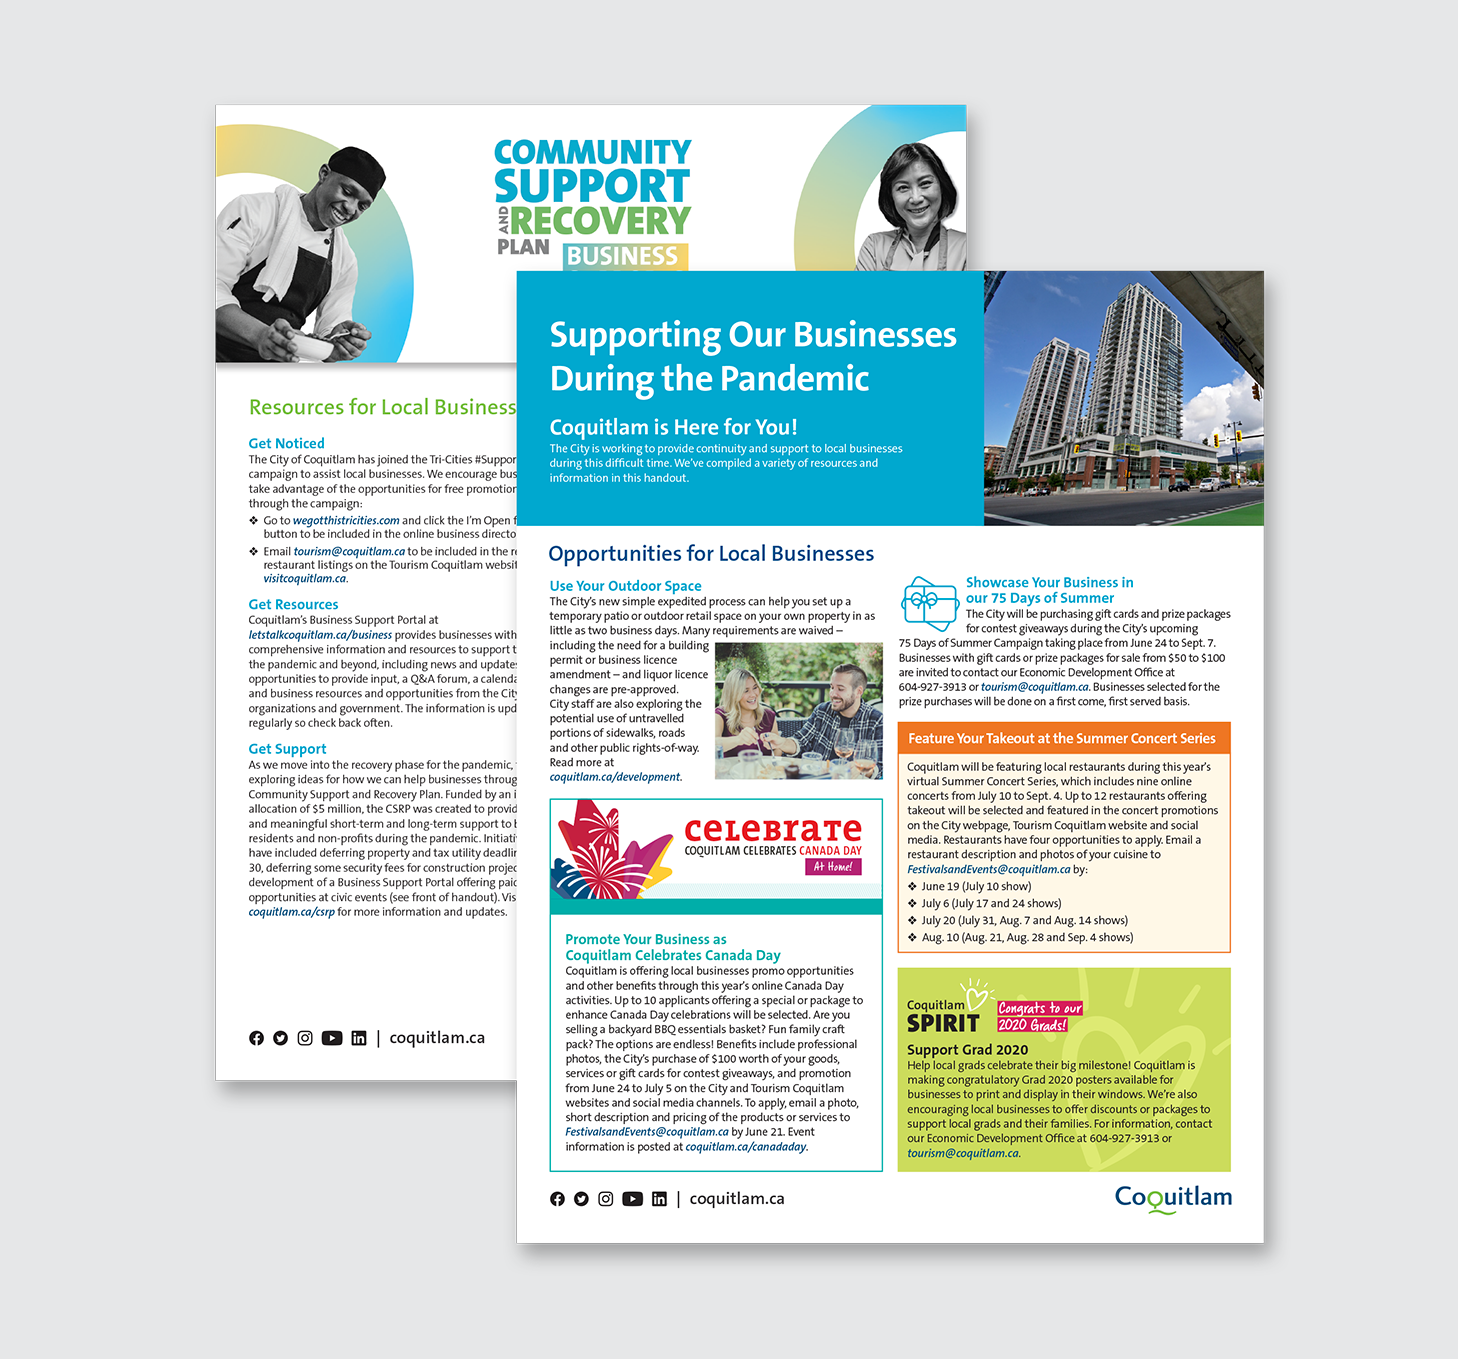 COMMUNITY
SUPPORT
AND RECOVERY
PLAN BUSINESS
Resources for Local Business
Get Noticed
The City of Coquitlam has joined the Tri-Cities #Suppor
campaign to assist local businesses. We encourage bus
take advantage of the opportunities for free promotion
through the campaign:
❖ Go to wegotthistricities.com and click the I'm Open f
button to be included in the online business directo
❖ Email tourism@coquitlam.ca to be included in the re
restaurant listings on the Tourism Coquitlam websit
visitcoquitlam.ca.
Get Resources
Coquitlam's Business Support Portal at
letstalkcoquitlam.ca/business provides businesses with
comprehensive information and resources to support t
the pandemic and beyond, including news and updates
opportunities to provide input, a Q&A forum, a calenda
and business resources and opportunities from the City
organizations and government. The information is upd
regularly so check back often.
Get Support
As we move into the recovery phase for the pandemic,
exploring ideas for how we can help businesses throug
Community Support and Recovery Plan. Funded by an i
allocation of $5 million, the CSRP was created to provid
and meaningful short-term and long-term support to b
residents and non-profits during the pandemic. Initiati
have included deferring property and tax utility deadlin
30, deferring some security fees for construction projec
development of a Business Support Portal offering paid
opportunities at civic events (see front of handout). Vis
coquitlam.ca/csrp for more information and updates.
| coquitlam.ca
Supporting Our Businesses
During the Pandemic
Coquitlam is Here for You!
The City is working to provide continuity and support to local businesses
during this difficult time. We've compiled a variety of resources and
information in this handout.
Opportunities for Local Businesses
Use Your Outdoor Space
The City's new simple expedited process can help you set up a
temporary patio or outdoor retail space on your own property in as
little as two business days. Many requirements are waived –
including the need for a building
permit or business licence
amendment – and liquor licence
changes are pre-approved.
City staff are also exploring the
potential use of untravelled
portions of sidewalks, roads
and other public rights-of-way.
Read more at
coquitlam.ca/development.
CELEBRATE
COQUITLAM CELEBRATES CANADA DAY
At Home!
Promote Your Business as
Coquitlam Celebrates Canada Day
Coquitlam is offering local businesses promo opportunities
and other benefits through this year's online Canada Day
activities. Up to 10 applicants offering a special or package to
enhance Canada Day celebrations will be selected. Are you
selling a backyard BBQ essentials basket? Fun family craft
pack? The options are endless! Benefits include professional
photos, the City's purchase of $100 worth of your goods,
services or gift cards for contest giveaways, and promotion
from June 24 to July 5 on the City and Tourism Coquitlam
websites and social media channels. To apply, email a photo,
short description and pricing of the products or services to
FestivalsandEvents@coquitlam.ca by June 21. Event
information is posted at coquitlam.ca/canadaday.
Showcase Your Business in
our 75 Days of Summer
The City will be purchasing gift cards and prize packages
for contest giveaways during the City's upcoming
75 Days of Summer Campaign taking place from June 24 to Sept. 7.
Businesses with gift cards or prize packages for sale from $50 to $100
are invited to contact our Economic Development Office at
604-927-3913 or tourism@coquitlam.ca. Businesses selected for the
prize purchases will be done on a first come, first served basis.
Feature Your Takeout at the Summer Concert Series
Coquitlam will be featuring local restaurants during this year's
virtual Summer Concert Series, which includes nine online
concerts from July 10 to Sept. 4. Up to 12 restaurants offering
takeout will be selected and featured in the concert promotions
on the City webpage, Tourism Coquitlam website and social
media. Restaurants have four opportunities to apply. Email a
restaurant description and photos of your cuisine to
FestivalsandEvents@coquitlam.ca by:
❖ June 19 (July 10 show)
❖ July 6 (July 17 and 24 shows)
❖ July 20 (July 31, Aug. 7 and Aug. 14 shows)
❖ Aug. 10 (Aug. 21, Aug. 28 and Sep. 4 shows)
Coquitlam
SPIRIT
Congrats to our
2020 Grads!
Support Grad 2020
Help local grads celebrate their big milestone! Coquitlam is
making congratulatory Grad 2020 posters available for
businesses to print and display in their windows. We're also
encouraging local businesses to offer discounts or packages to
support local grads and their families. For information, contact
our Economic Development Office at 604-927-3913 or
tourism@coquitlam.ca.
| coquitlam.ca
Coquitlam